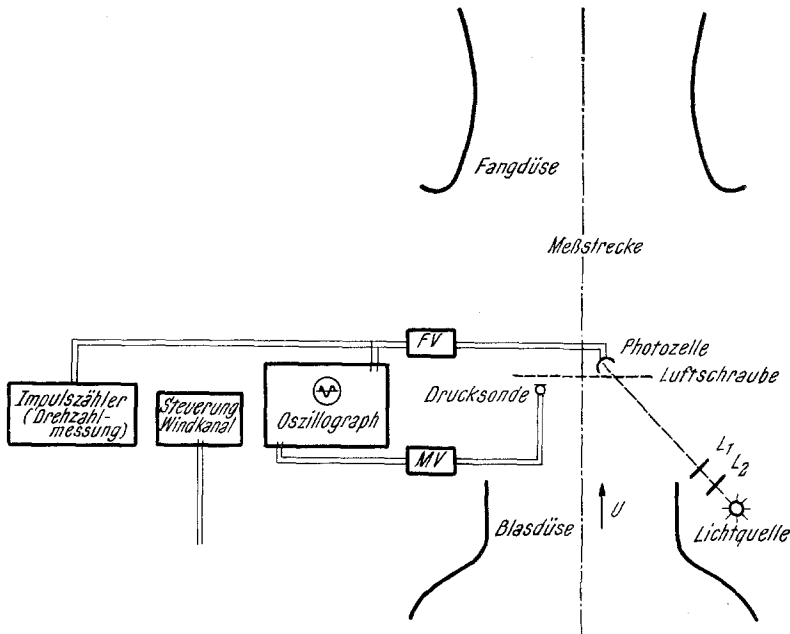 Fangdüse
Meßstrecke
FV
Photozelle
Luftschraube
Impulszähler
(Drehzahl-
messung)
Steuerung
Windkanal
Oszillograph
Drucksonde
MV
L1
L2
Blasdüse
U
Lichtquelle